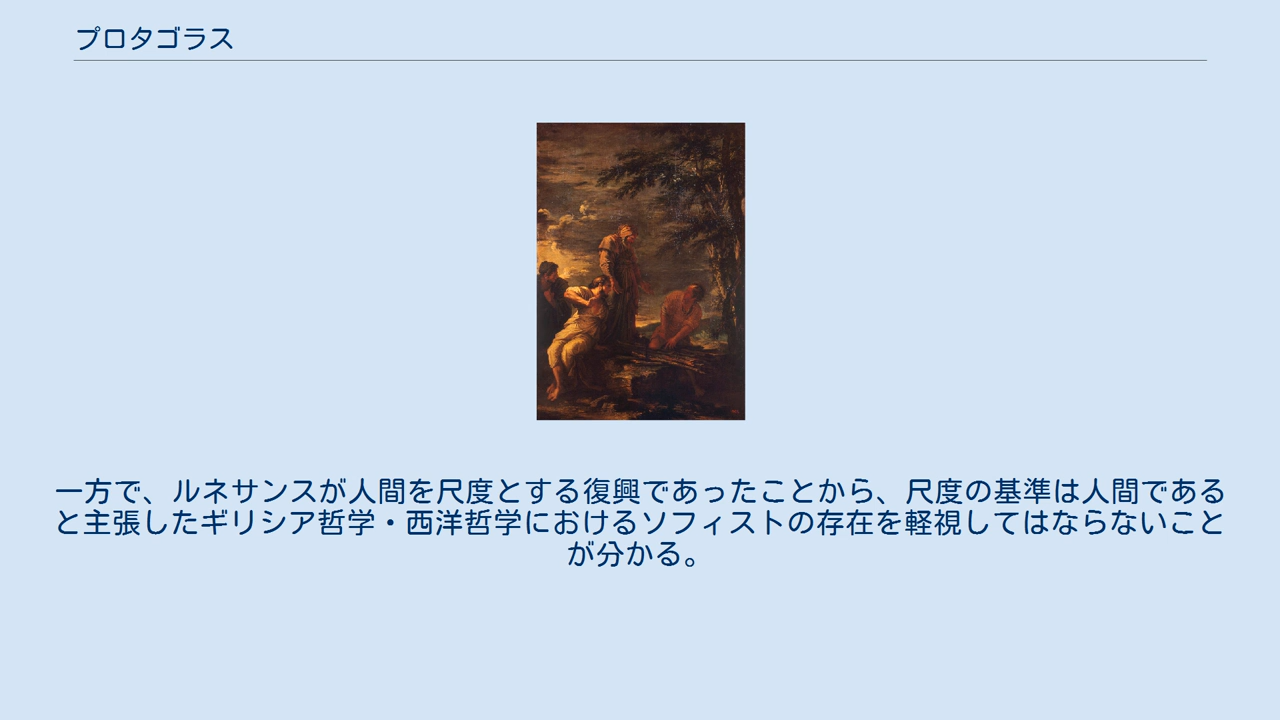 プロタゴラス
一方で、ルネサンスが人間を尺度とする復興であったことから、尺度の基準は人間である
と主張したギリシア哲学・西洋哲学におけるソフィストの存在を軽視してはならないこと
が分かる。